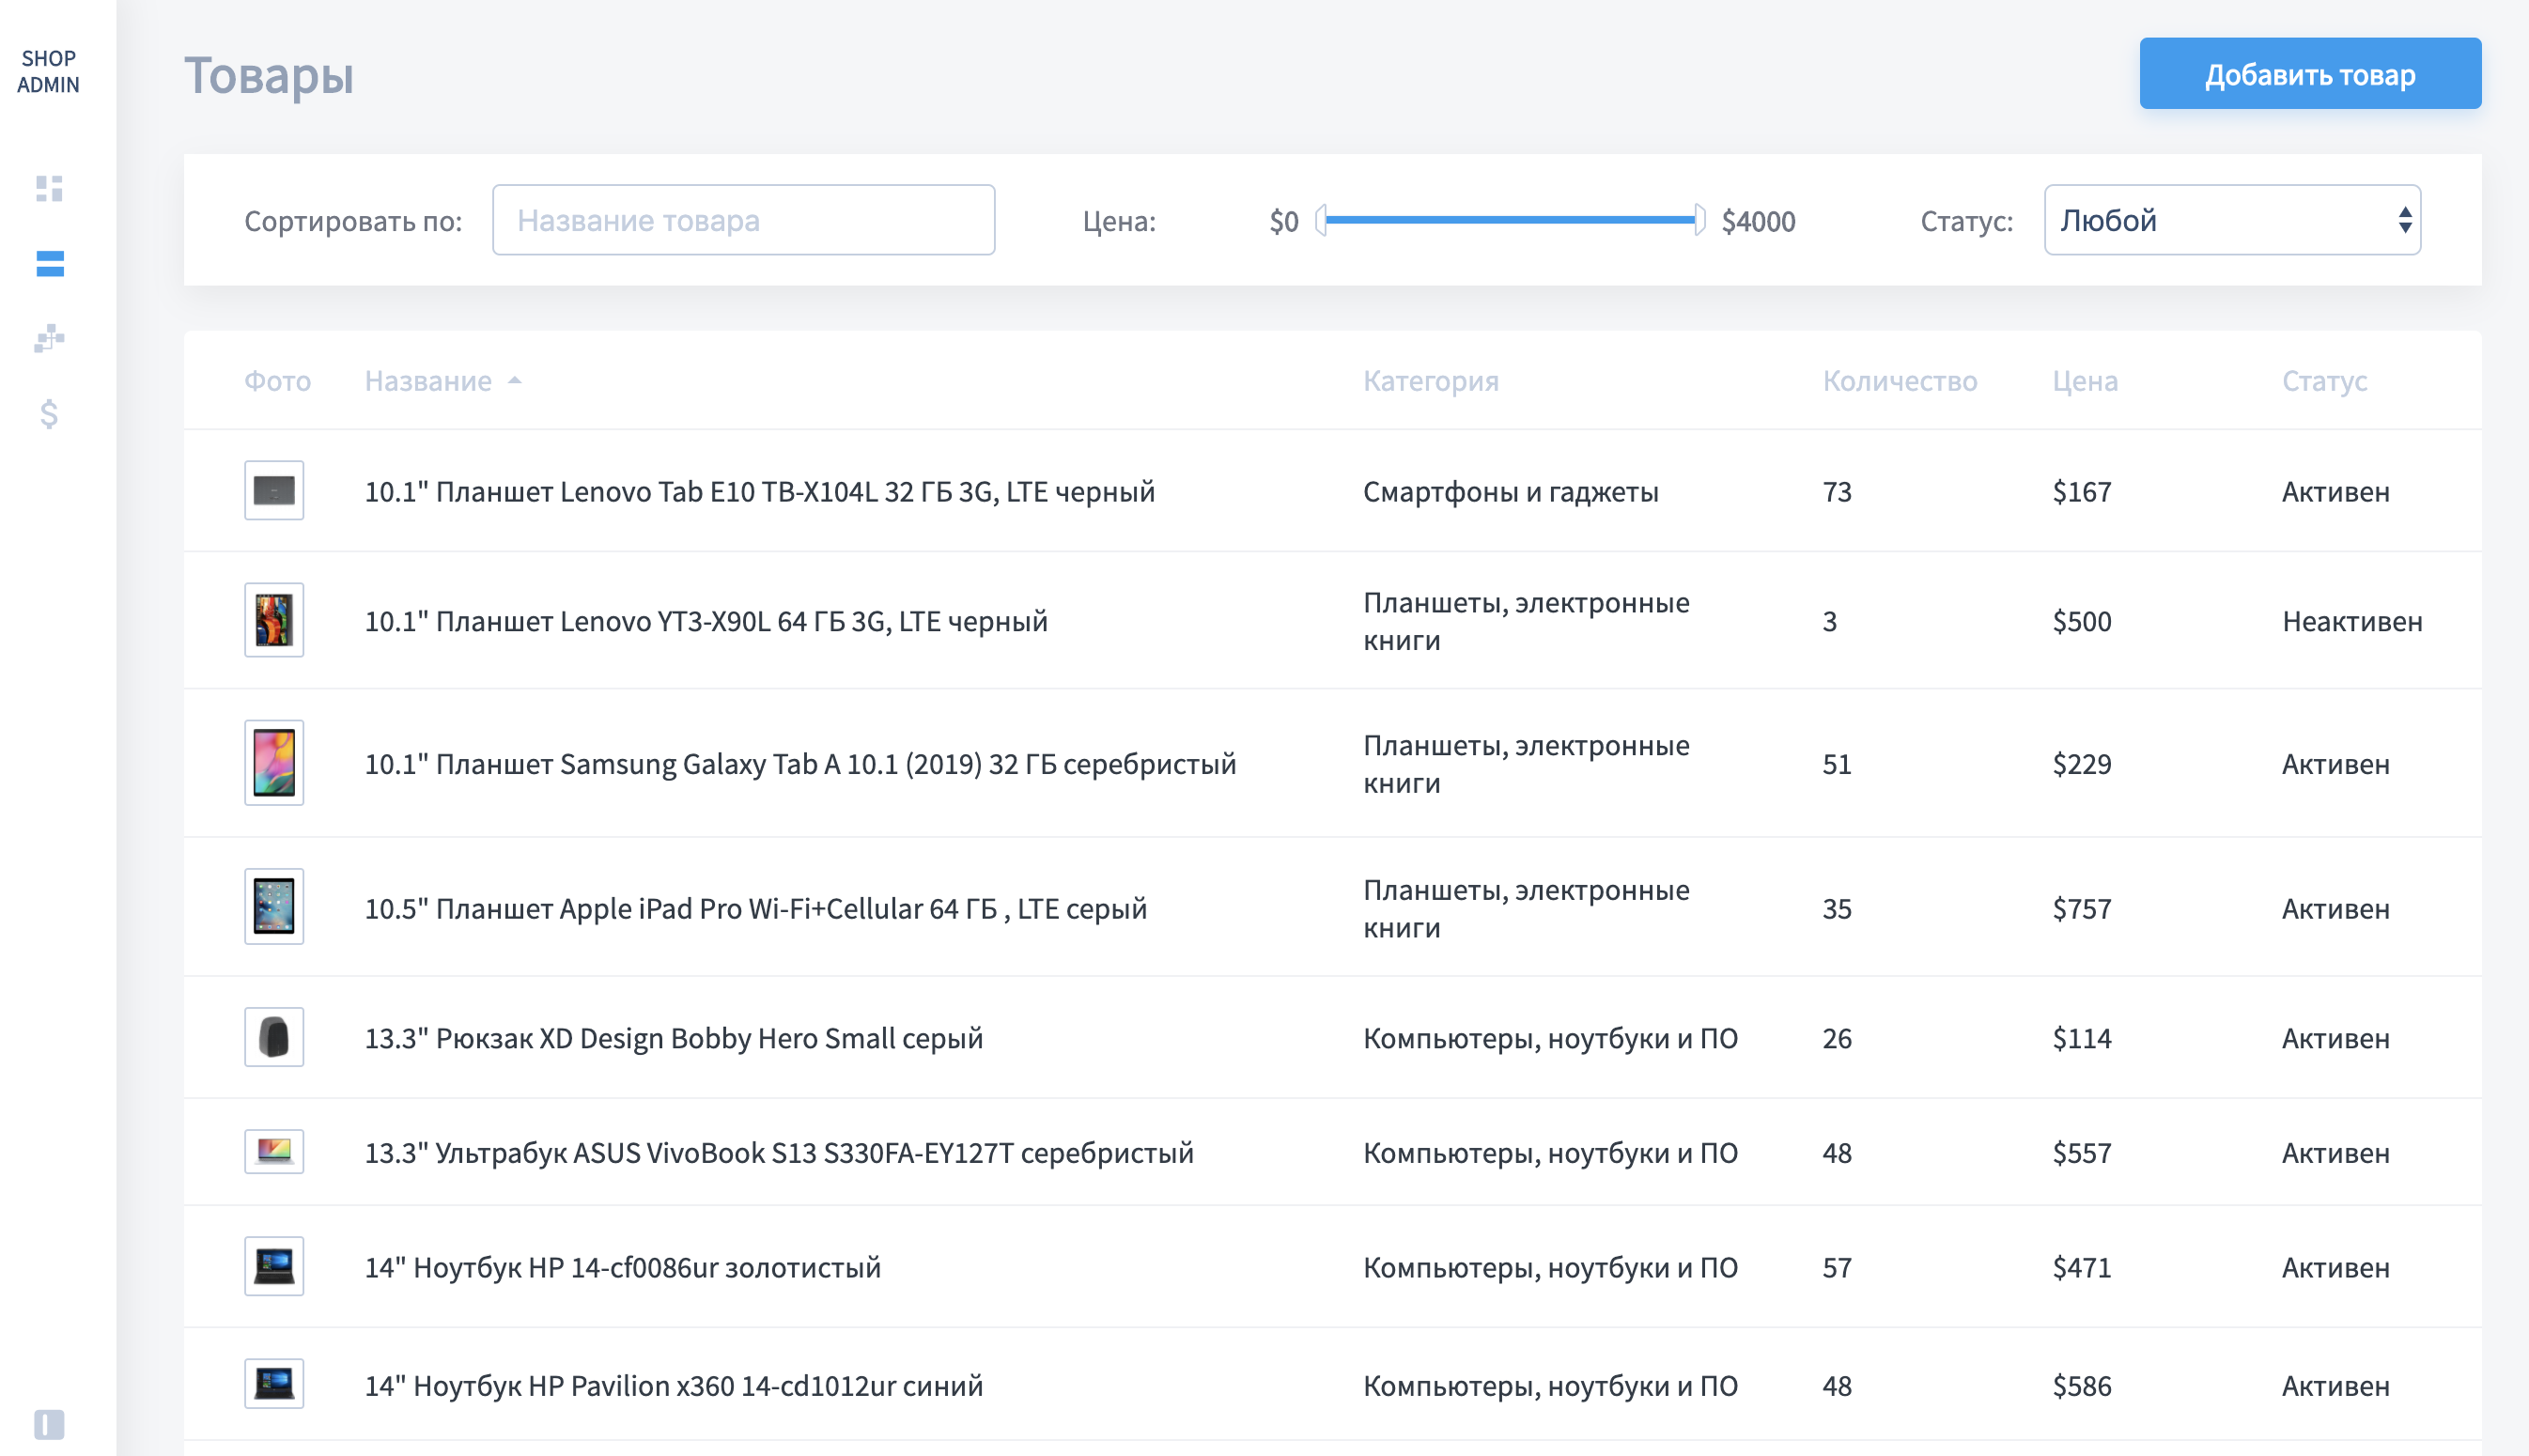 SHOP
ADMIN
Товары
Добавить товар
Сортировать по: Название товара Цена: $0 $4000 Статус: Любой
Фото Название Категория Количество Цена Статус
10.1" Планшет Lenovo Tab E10 TB-X104L 32 ГБ 3G, LTE черный Смартфоны и гаджеты 73 $167 Активен
10.1" Планшет Lenovo YT3-X90L 64 ГБ 3G, LTE черный Планшеты, электронные
книги 3 $500 Неактивен
10.1" Планшет Samsung Galaxy Tab A 10.1 (2019) 32 ГБ серебристый Планшеты, электронные
книги 51 $229 Активен
10.5" Планшет Apple iPad Pro Wi-Fi+Cellular 64 ГБ , LTE серый Планшеты, электронные
книги 35 $757 Активен
13.3" Рюкзак XD Design Bobby Hero Small серый Компьютеры, ноутбуки и ПО 26 $114 Активен
13.3" Ультрабук ASUS VivoBook S13 S330FA-EY127T серебристый Компьютеры, ноутбуки и ПО 48 $557 Активен
14" Ноутбук HP 14-cf0086ur золотистый Компьютеры, ноутбуки и ПО 57 $471 Активен
14" Ноутбук HP Pavilion x360 14-cd1012ur синий Компьютеры, ноутбуки и ПО 48 $586 Активен